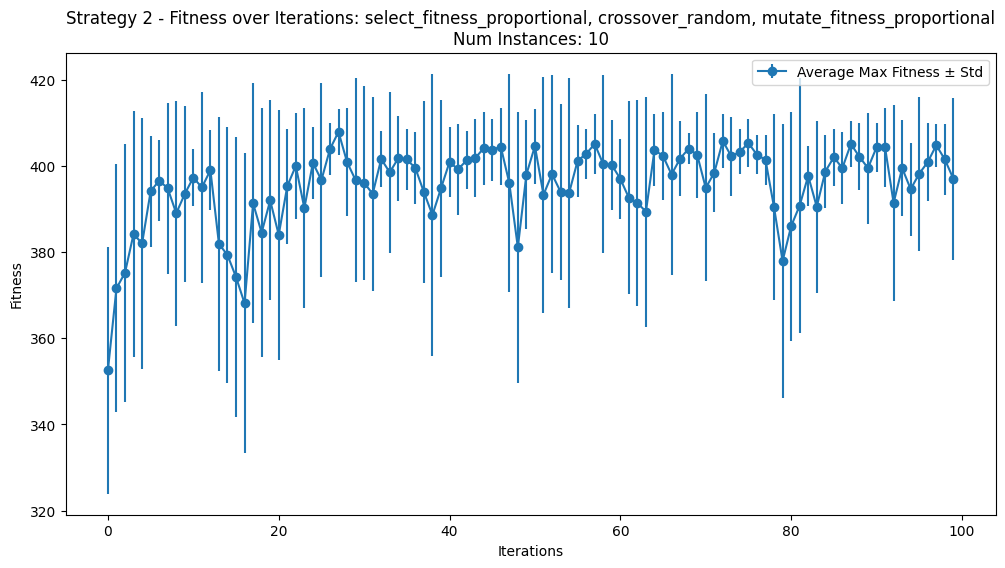 Strategy 2 - Fitness over Iterations: select_fitness_proportional, crossover_random, mutate_fitness_proportional
Num Instances: 10
Average Max Fitness ± Std
Fitness
420
400
380
360
340
320
0 20 40 60 80 100
Iterations